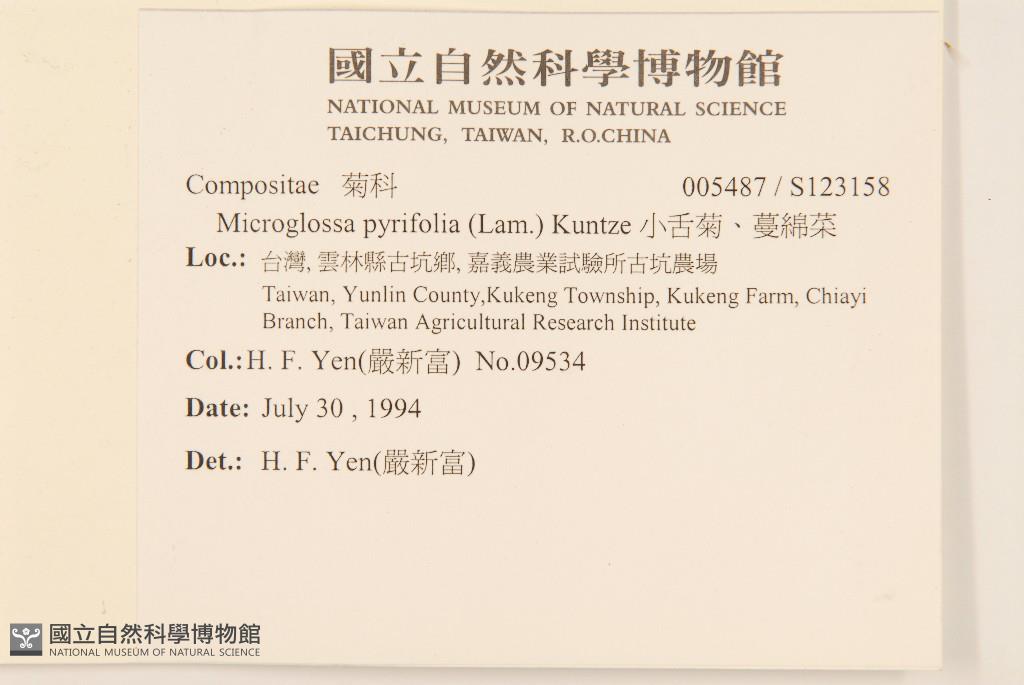 國立自然科學博物館
NATIONAL MUSEUM OF NATURAL SCIENCE
TAICHUNG, TAIWAN, R.O.CHINA
Compositae 菊科 005487 / S123158
Microglossa pyrifolia (Lam.) Kuntze 小舌菊、蔓綿菜
Loc.: 台灣, 雲林縣古坑鄉, 嘉義農業試驗所古坑農場
Taiwan, Yunlin County,Kukeng Township, Kukeng Farm, Chiayi
Branch, Taiwan Agricultural Research Institute
Col.: H. F. Yen(嚴新富) No.09534
Date: July 30 , 1994
Det.: H. F. Yen(嚴新富)
國立自然科學博物館
NATIONAL MUSEUM OF NATURAL SCIENCE